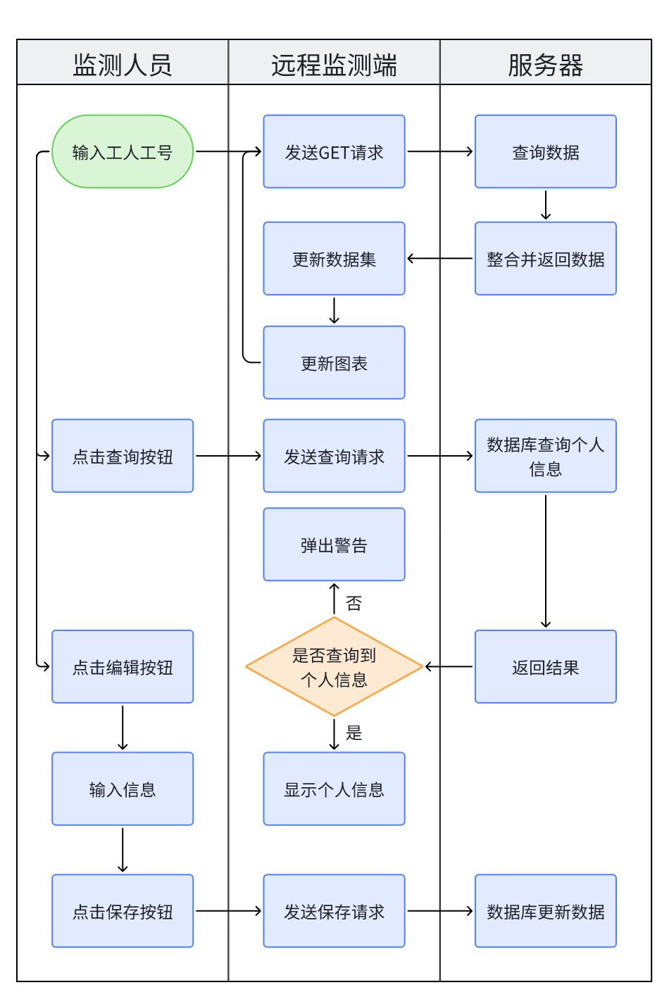 监测人员
远程监测端
服务器
输入工人工号
发送GET请求
查询数据
更新数据集
整合并返回数据
更新图表
点击查询按钮
发送查询请求
数据库查询个人
信息
弹出警告
否
点击编辑按钮
是否查询到
个人信息
返回结果
是
输入信息
显示个人信息
点击保存按钮
发送保存请求
数据库更新数据